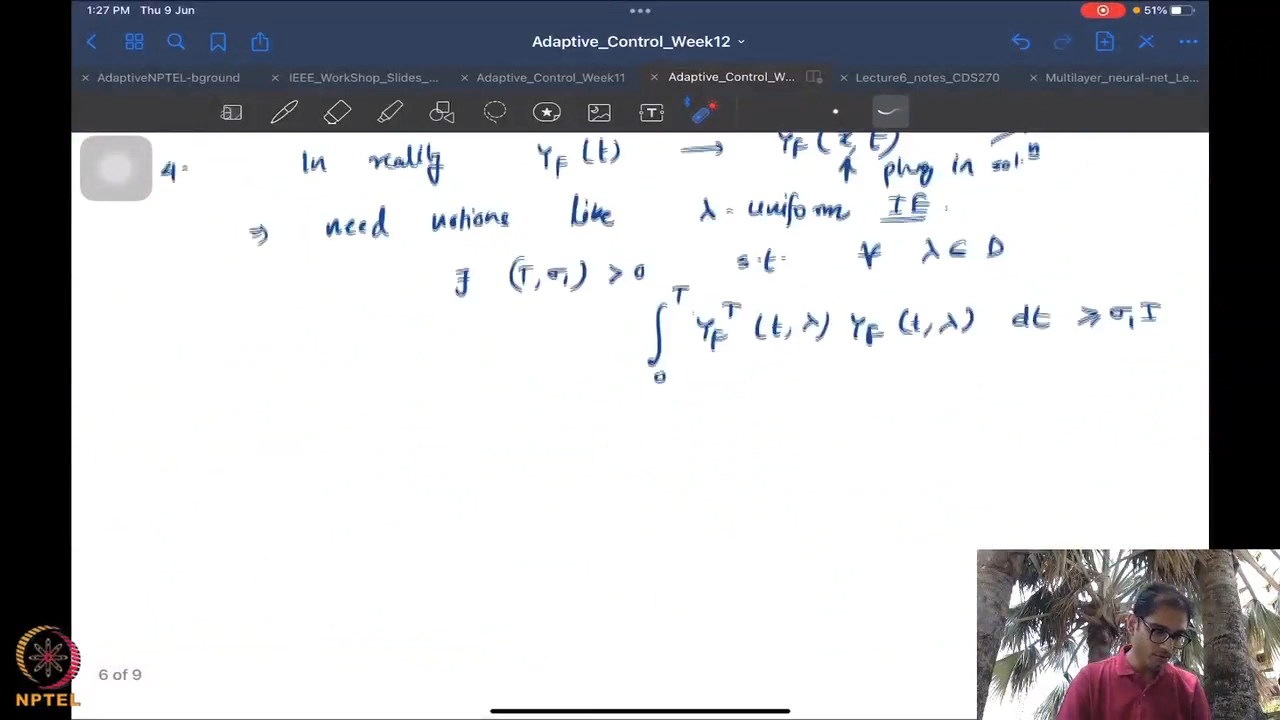 1:27 PM Thu 9 Jun
51%
Adaptive_Control_Week12
AdaptiveNPTEL-bground
IEEE_WorkShop_Slides_...
Adaptive_Control_Week11
Adaptive_Control_W...
Lecture6_notes_CDS270
Multilayer_neural-net_Le...
4. In reality Y_F(t) → Y_F(x, t)
↑ plug in sol.ⁿ
⇒ need notions like λ-uniform IE.
∃ (T, σ₁) > 0 s.t. ∀ λ ∈ D
∫₀ᵀ Y_Fᵀ(t, λ) Y_F(t, λ) dt ≥ σ₁ I
6 of 9
NPTEL